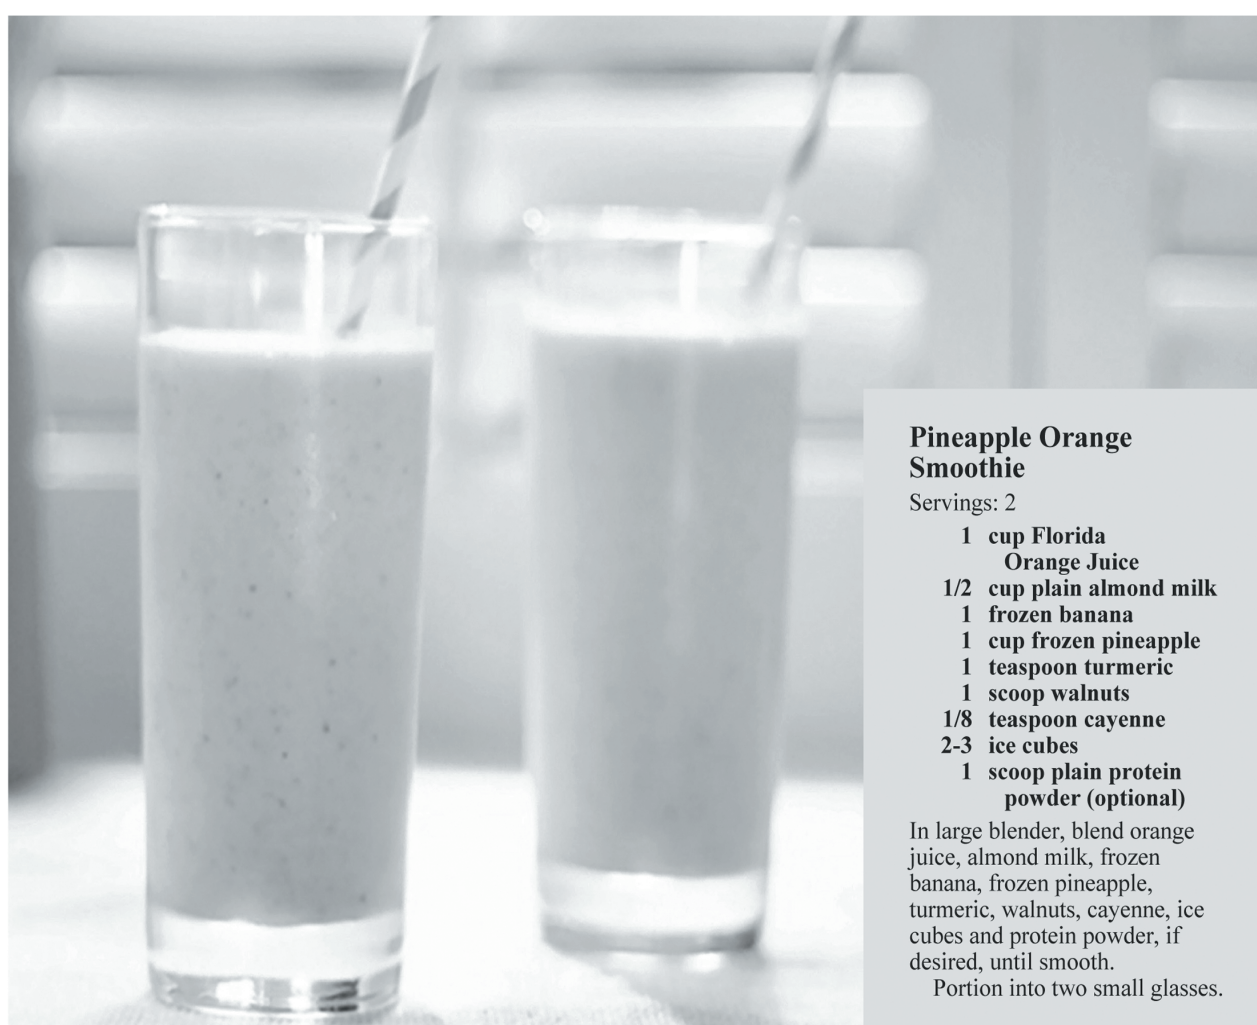 Pineapple Orange
Smoothie
Servings: 2
1 cup Florida
Orange Juice
1/2 cup plain almond milk
1 frozen banana
1 cup frozen pineapple
1 teaspoon turmeric
1 scoop walnuts
1/8 teaspoon cayenne
2-3 ice cubes
1 scoop plain protein
powder (optional)
In large blender, blend orange
juice, almond milk, frozen
banana, frozen pineapple,
turmeric, walnuts, cayenne, ice
cubes and protein powder, if
desired, until smooth.
Portion into two small glasses.